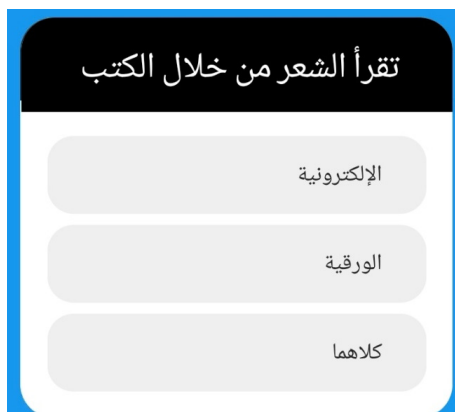 تقرأ الشعر من خلال الكتب
الإلكترونية
الورقية
كلاهما